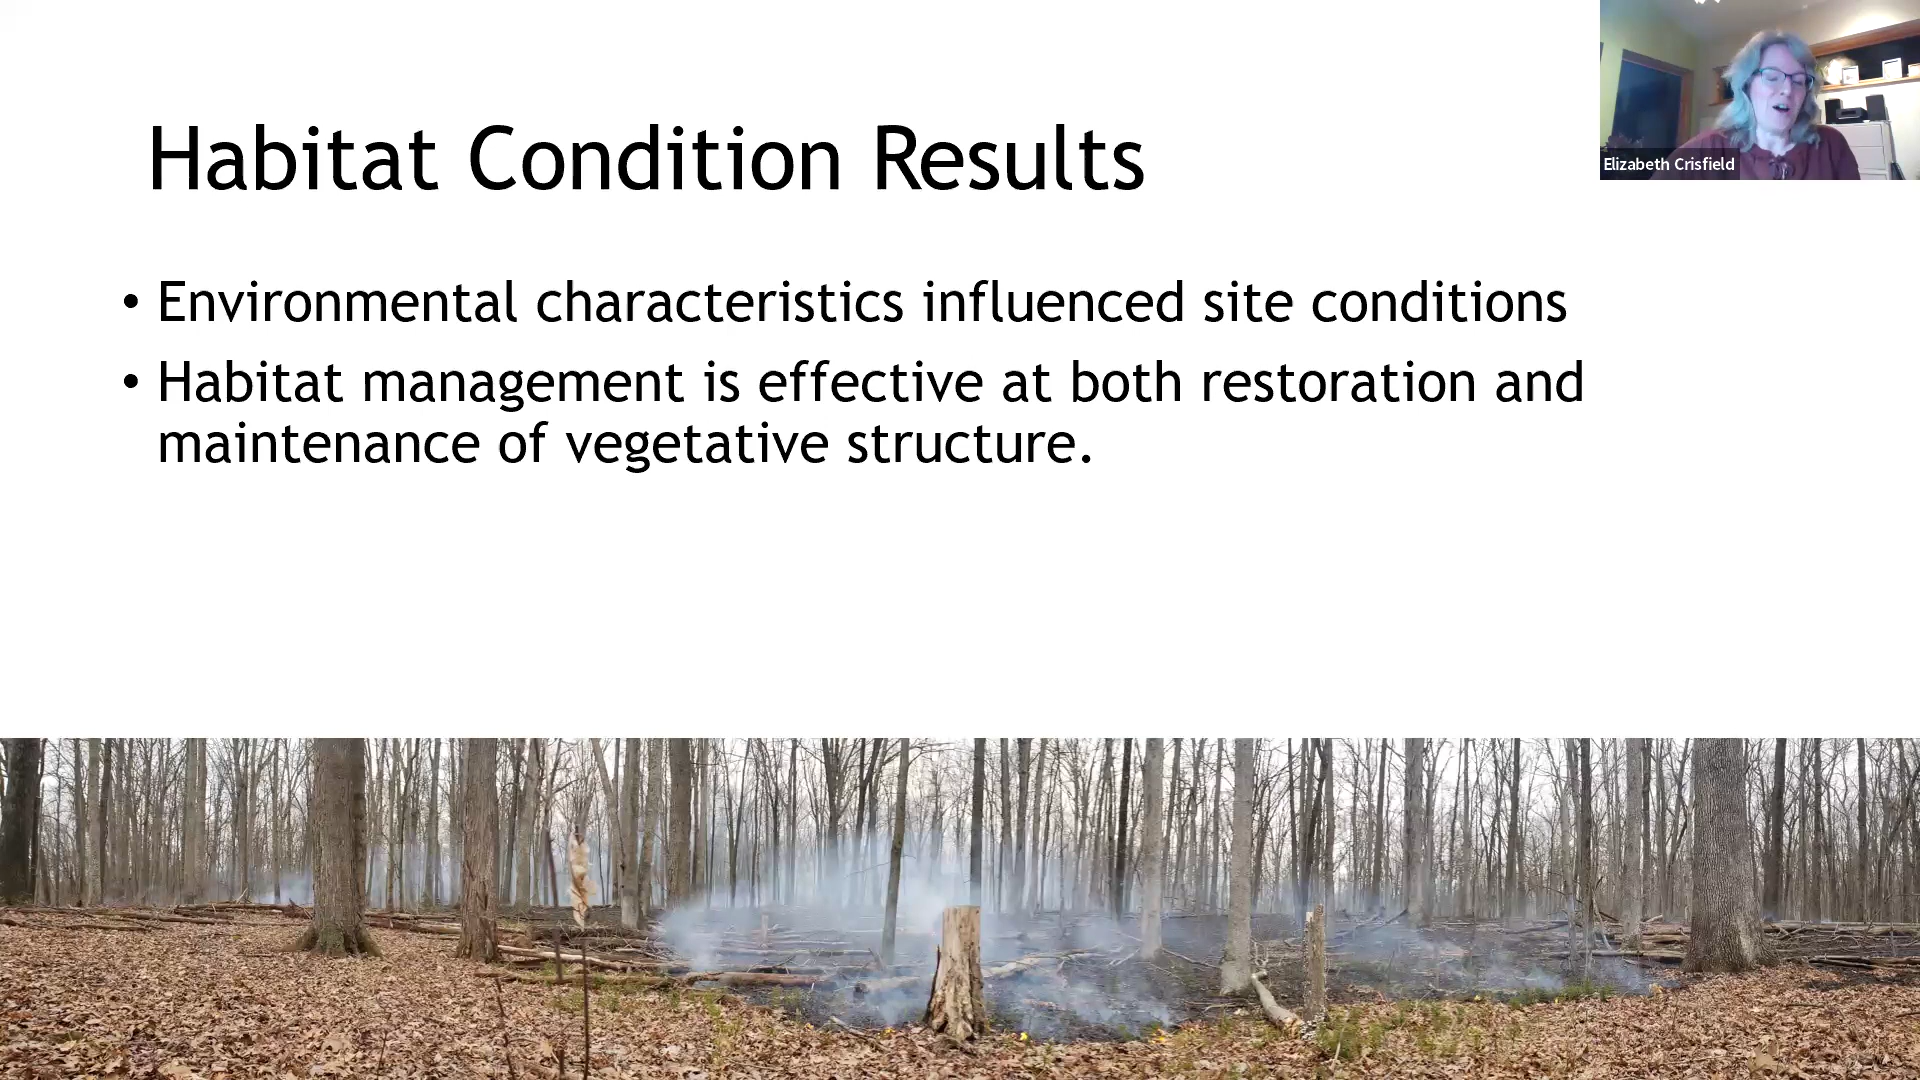 Habitat Condition Results
Elizabeth Crisfield
• Environmental characteristics influenced site conditions
• Habitat management is effective at both restoration and
maintenance of vegetative structure.